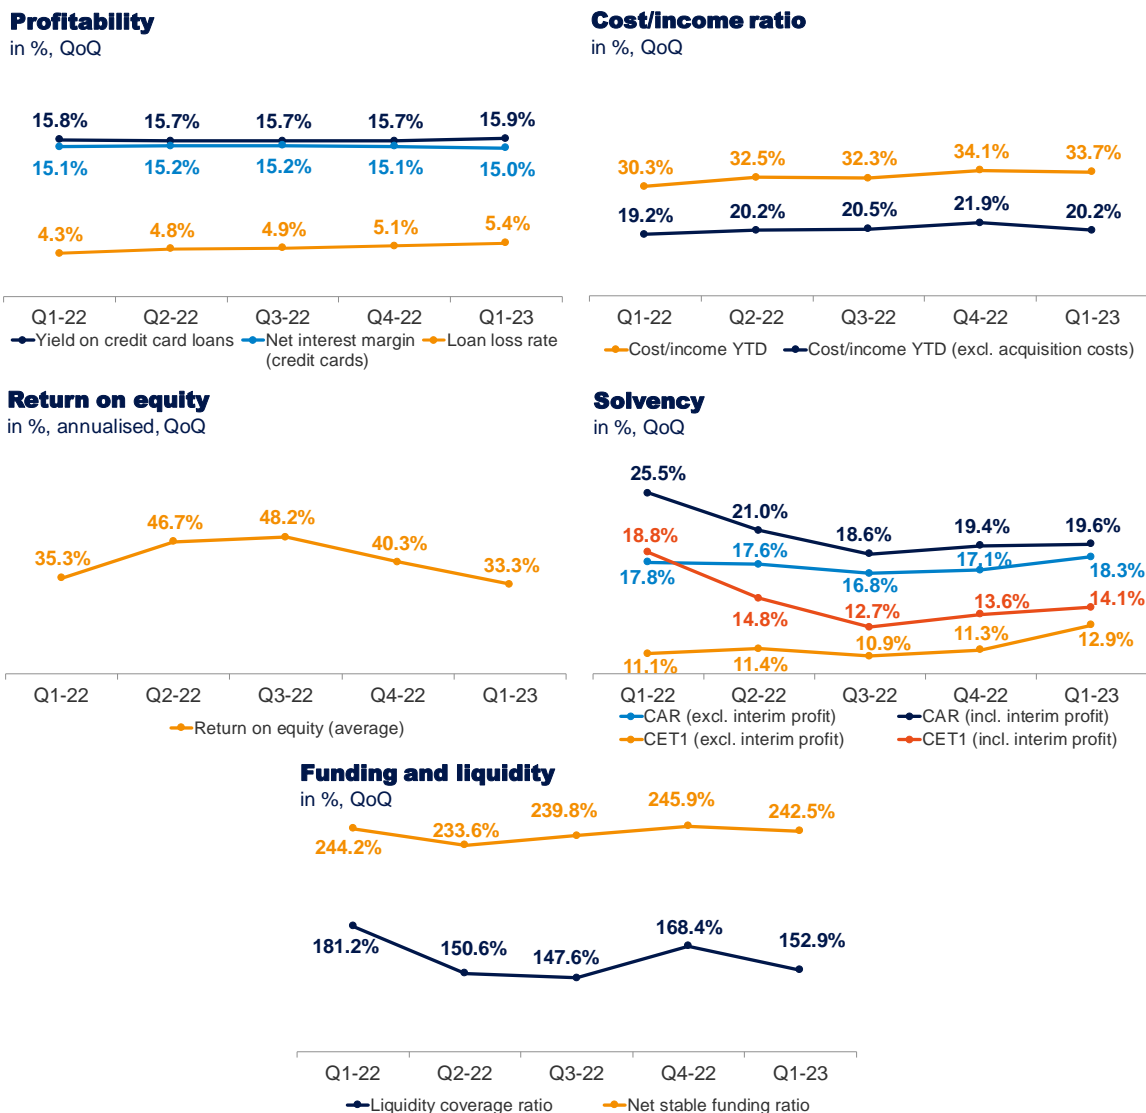 Profitability
in %, QoQ
15.8% 15.7% 15.7% 15.7% 15.9%
15.1% 15.2% 15.2% 15.1% 15.0%
4.3% 4.8% 4.9% 5.1% 5.4%
Q1-22 Q2-22 Q3-22 Q4-22 Q1-23
Yield on credit card loans Net interest margin Loan loss rate
(credit cards)
Cost/income ratio
in %, QoQ
30.3% 32.5% 32.3% 34.1% 33.7%
19.2% 20.2% 20.5% 21.9% 20.2%
Q1-22 Q2-22 Q3-22 Q4-22 Q1-23
Cost/income YTD Cost/income YTD (excl. acquisition costs)
Return on equity
in %, annualised, QoQ
35.3% 46.7% 48.2% 40.3% 33.3%
Q1-22 Q2-22 Q3-22 Q4-22 Q1-23
Return on equity (average)
Solvency
in %, QoQ
25.5% 21.0% 18.6% 19.4% 19.6%
17.8% 17.6% 16.8% 17.1% 18.3%
18.8% 14.8% 12.7% 13.6% 14.1%
11.1% 11.4% 10.9% 11.3% 12.9%
Q1-22 Q2-22 Q3-22 Q4-22 Q1-23
CAR (excl. interim profit) CAR (incl. interim profit)
CET1 (excl. interim profit) CET1 (incl. interim profit)
Funding and liquidity
in %, QoQ
244.2% 233.6% 239.8% 245.9% 242.5%
181.2% 150.6% 147.6% 168.4% 152.9%
Q1-22 Q2-22 Q3-22 Q4-22 Q1-23
Liquidity coverage ratio Net stable funding ratio